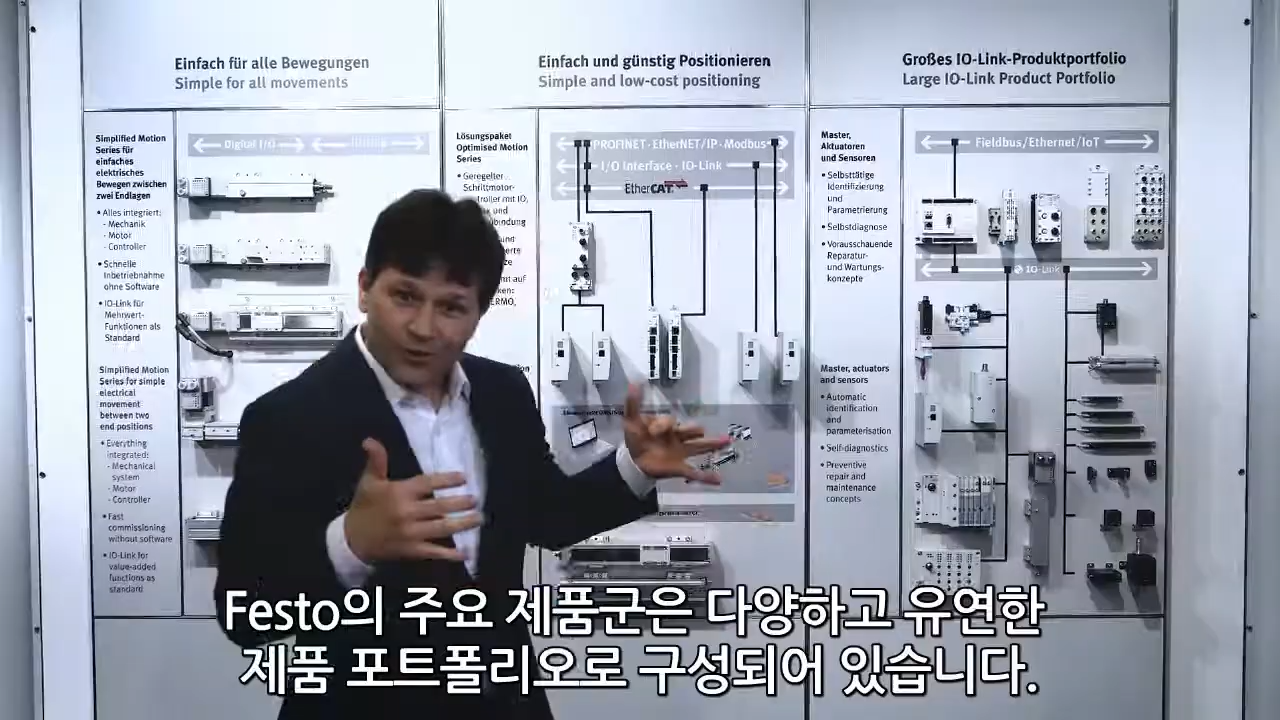 Einfach für alle Bewegungen
Simple for all movements
Simplified Motion
Series für
einfaches
elektrisches
Bewegen zwischen
zwei Endlagen
• Alles integriert:
- Mechanik
- Motor
- Controller
• Schnelle
Inbetriebnahme
ohne Software
• IO-Link für
Mehrwert-
Funktionen als
Standard
Simplified Motion
Series for simple
electrical
movement
between two
end positions
• Everything
integrated:
- Mechanical
system
- Motor
- Controller
• Fast
commissioning
without software
• IO-Link for
value-added
functions as
standard
Digital I/O
Einfach und günstig Positionieren
Simple and low-cost positioning
Lösungspaket
Optimised Motion
Series
• Geregelter
Schrittmotor-
mit IO,
und
PROFINET · EtherNET/IP · Modbus
I/O Interface · IO-Link
EtherCAT
Großes IO-Link-Produktportfolio
Large IO-Link Product Portfolio
Master,
Aktuatoren
und Sensoren
• Selbsttätige
Identifizierung
und
Parametrierung
• Selbstdiagnose
• Vorausschauende
Reparatur-
und Wartungs-
konzepte
Master, actuators
and sensors
• Automatic
identification
and
parameterisation
• Self-diagnostics
• Preventive
repair and
maintenance
concepts
Fieldbus/Ethernet/IoT
IO-Link
Festo의 주요 제품군은 다양하고 유연한
제품 포트폴리오로 구성되어 있습니다.